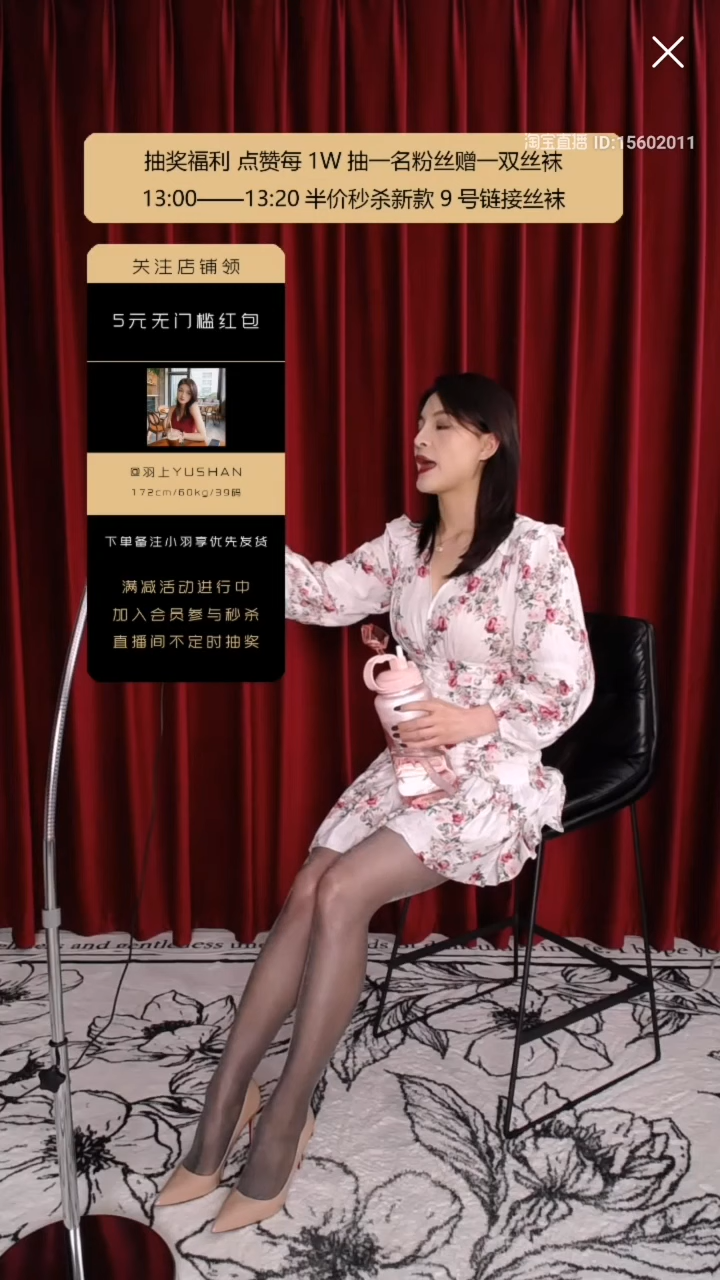 淘宝直播 ID:15602011
抽奖福利 点赞每 1W 抽一名粉丝赠一双丝袜
13:00——13:20 半价秒杀新款 9 号链接丝袜
关注店铺领
5元无门槛红包
@羽上YUSHAN
172cm/60kg/39码
下单备注小羽享优先发货
满减活动进行中
加入会员参与秒杀
直播间不定时抽奖
and gentleness
hope